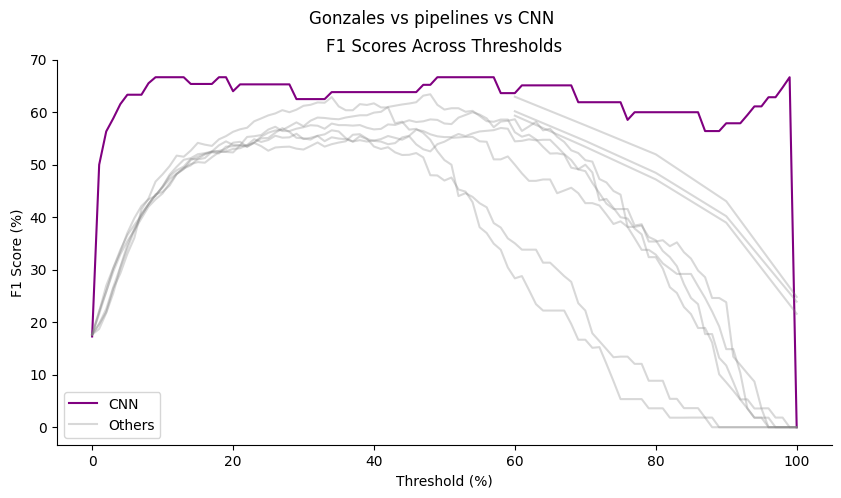 Gonzales vs pipelines vs CNN
F1 Scores Across Thresholds
70
60
50
40
30
20
10
0
F1 Score (%)
CNN
Others
0 20 40 60 80 100
Threshold (%)